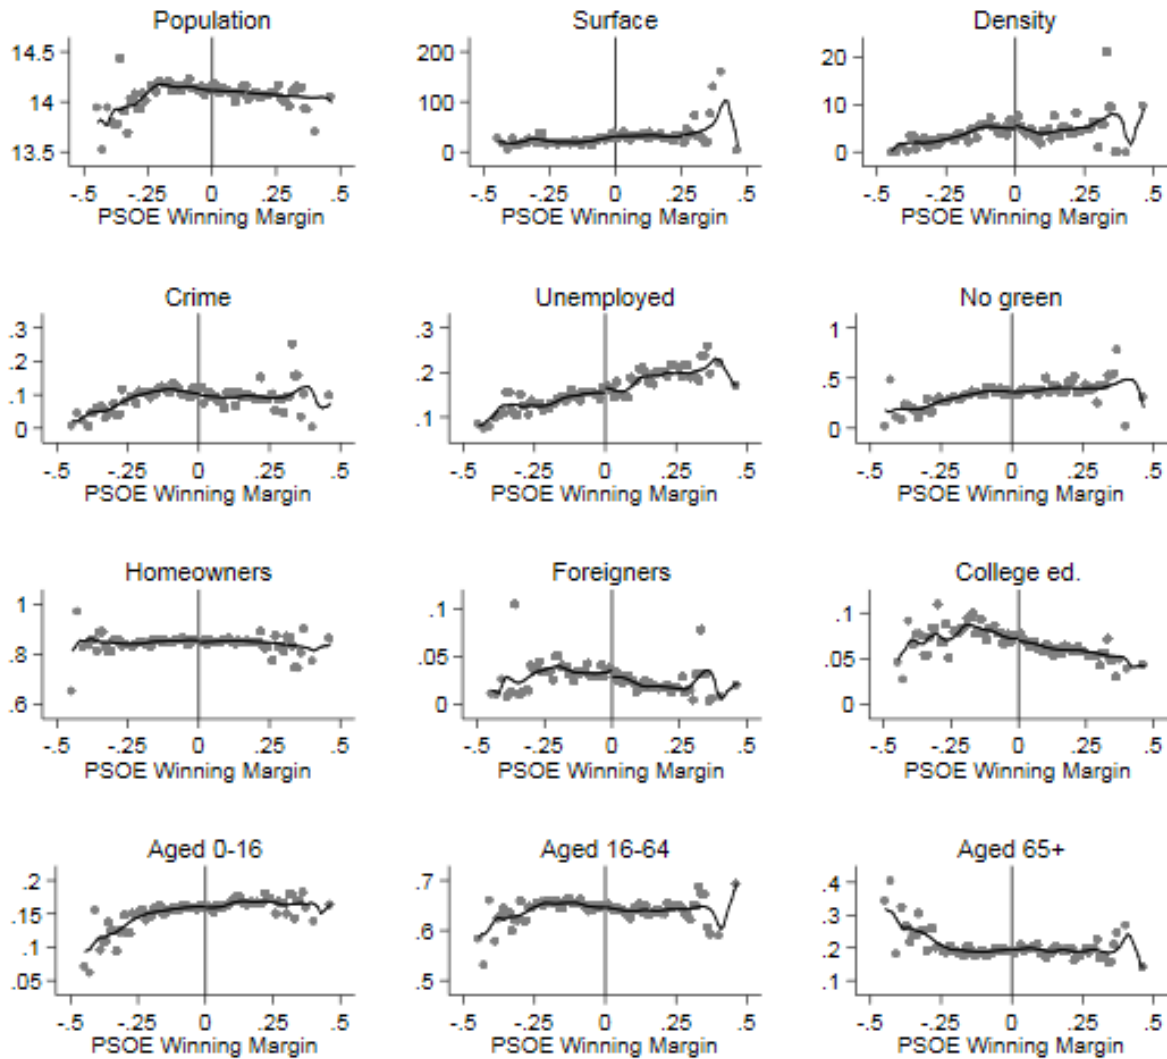 Population Surface Density
14.5 200 20
14 100 10
13.5 0 0
-.5 -.25 0 .25 .5 -.5 -.25 0 .25 .5 -.5 -.25 0 .25 .5
PSOE Winning Margin PSOE Winning Margin PSOE Winning Margin
Crime Unemployed No green
.3 .3 1
.2 .2 .5
.1 .1 0
0
-.5 -.25 0 .25 .5 -.5 -.25 0 .25 .5 -.5 -.25 0 .25 .5
PSOE Winning Margin PSOE Winning Margin PSOE Winning Margin
Homeowners Foreigners College ed.
1 .1 .1
.8 .05 .05
.6 0 0
-.5 -.25 0 .25 .5 -.5 -.25 0 .25 .5 -.5 -.25 0 .25 .5
PSOE Winning Margin PSOE Winning Margin PSOE Winning Margin
Aged 0-16 Aged 16-64 Aged 65+
.2 .7 .4
.15 .6 .3
.1 .5 .2
.05 .1
-.5 -.25 0 .25 .5 -.5 -.25 0 .25 .5 -.5 -.25 0 .25 .5
PSOE Winning Margin PSOE Winning Margin PSOE Winning Margin